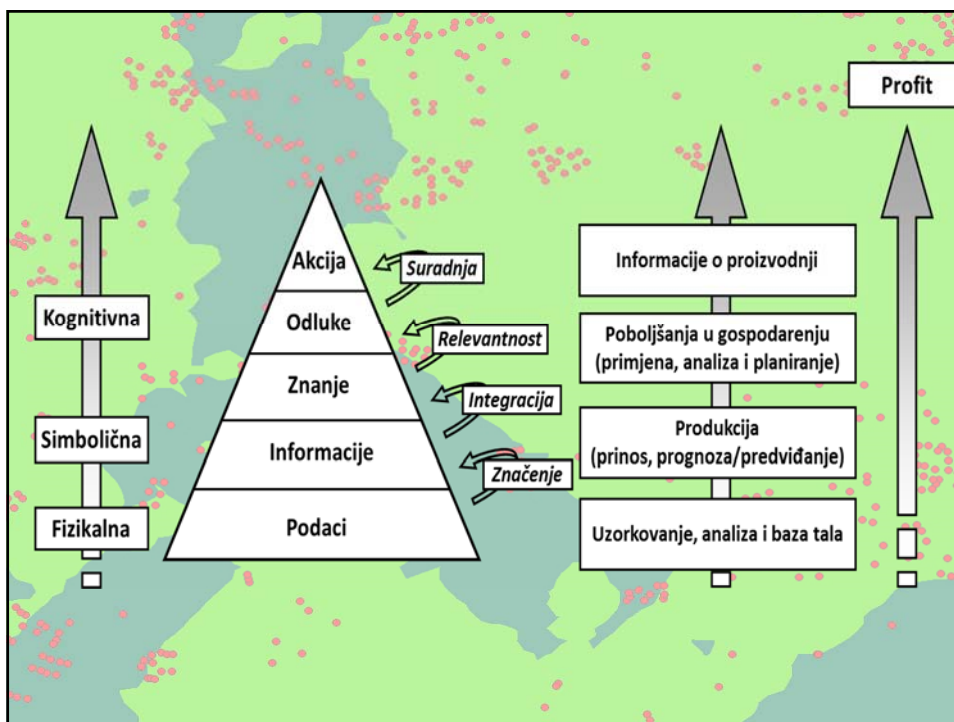 Profit
Kognitivna
Simbolična
Fizikalna
Akcija
Odluke
Znanje
Informacije
Podaci
Suradnja
Relevantnost
Integracija
Značenje
Informacije o proizvodnji
Poboljšanja u gospodarenju
(primjena, analiza i planiranje)
Produkcija
(prinos, prognoza/predviđanje)
Uzorkovanje, analiza i baza tala